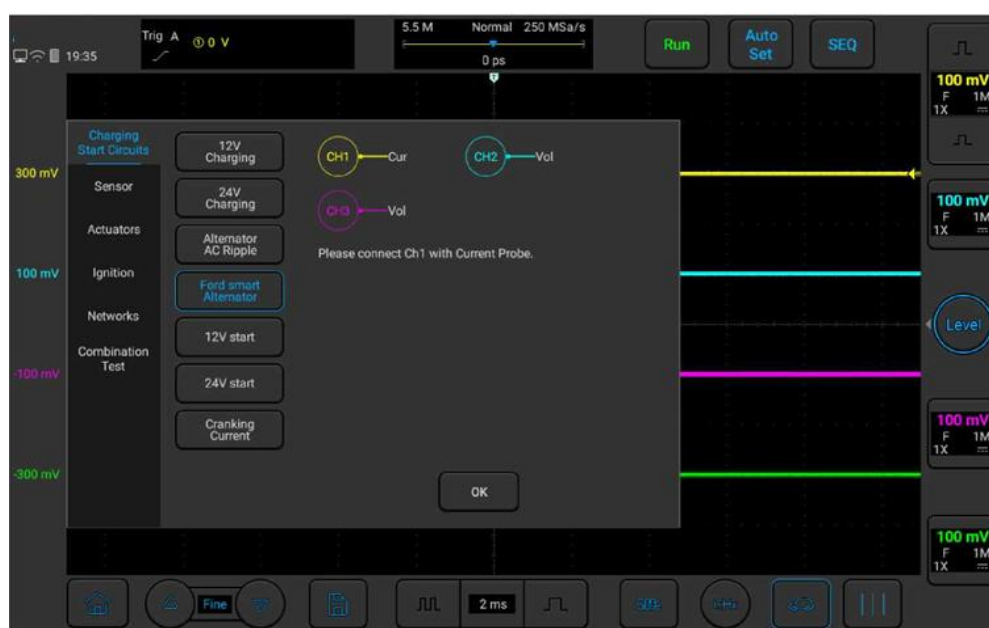 Trig A ① 0 V
19:35
5.5 M Normal 250 MSa/s
0 ps
Run
Auto
Set
SEQ
T
100 mV
F 1M
1X
300 mV
100 mV
-100 mV
-300 mV
Charging
Start Circuits
Sensor
Actuators
Ignition
Networks
Combination
Test
12V
Charging
24V
Charging
Alternator
AC Ripple
Ford smart
Alternator
12V start
24V start
Cranking
Current
CH1 Cur
CH2 Vol
CH3 Vol
Please connect Ch1 with Current Probe.
OK
100 mV
F 1M
1X
Level
100 mV
F 1M
1X
100 mV
F 1M
1X
Fine
2 ms
50%